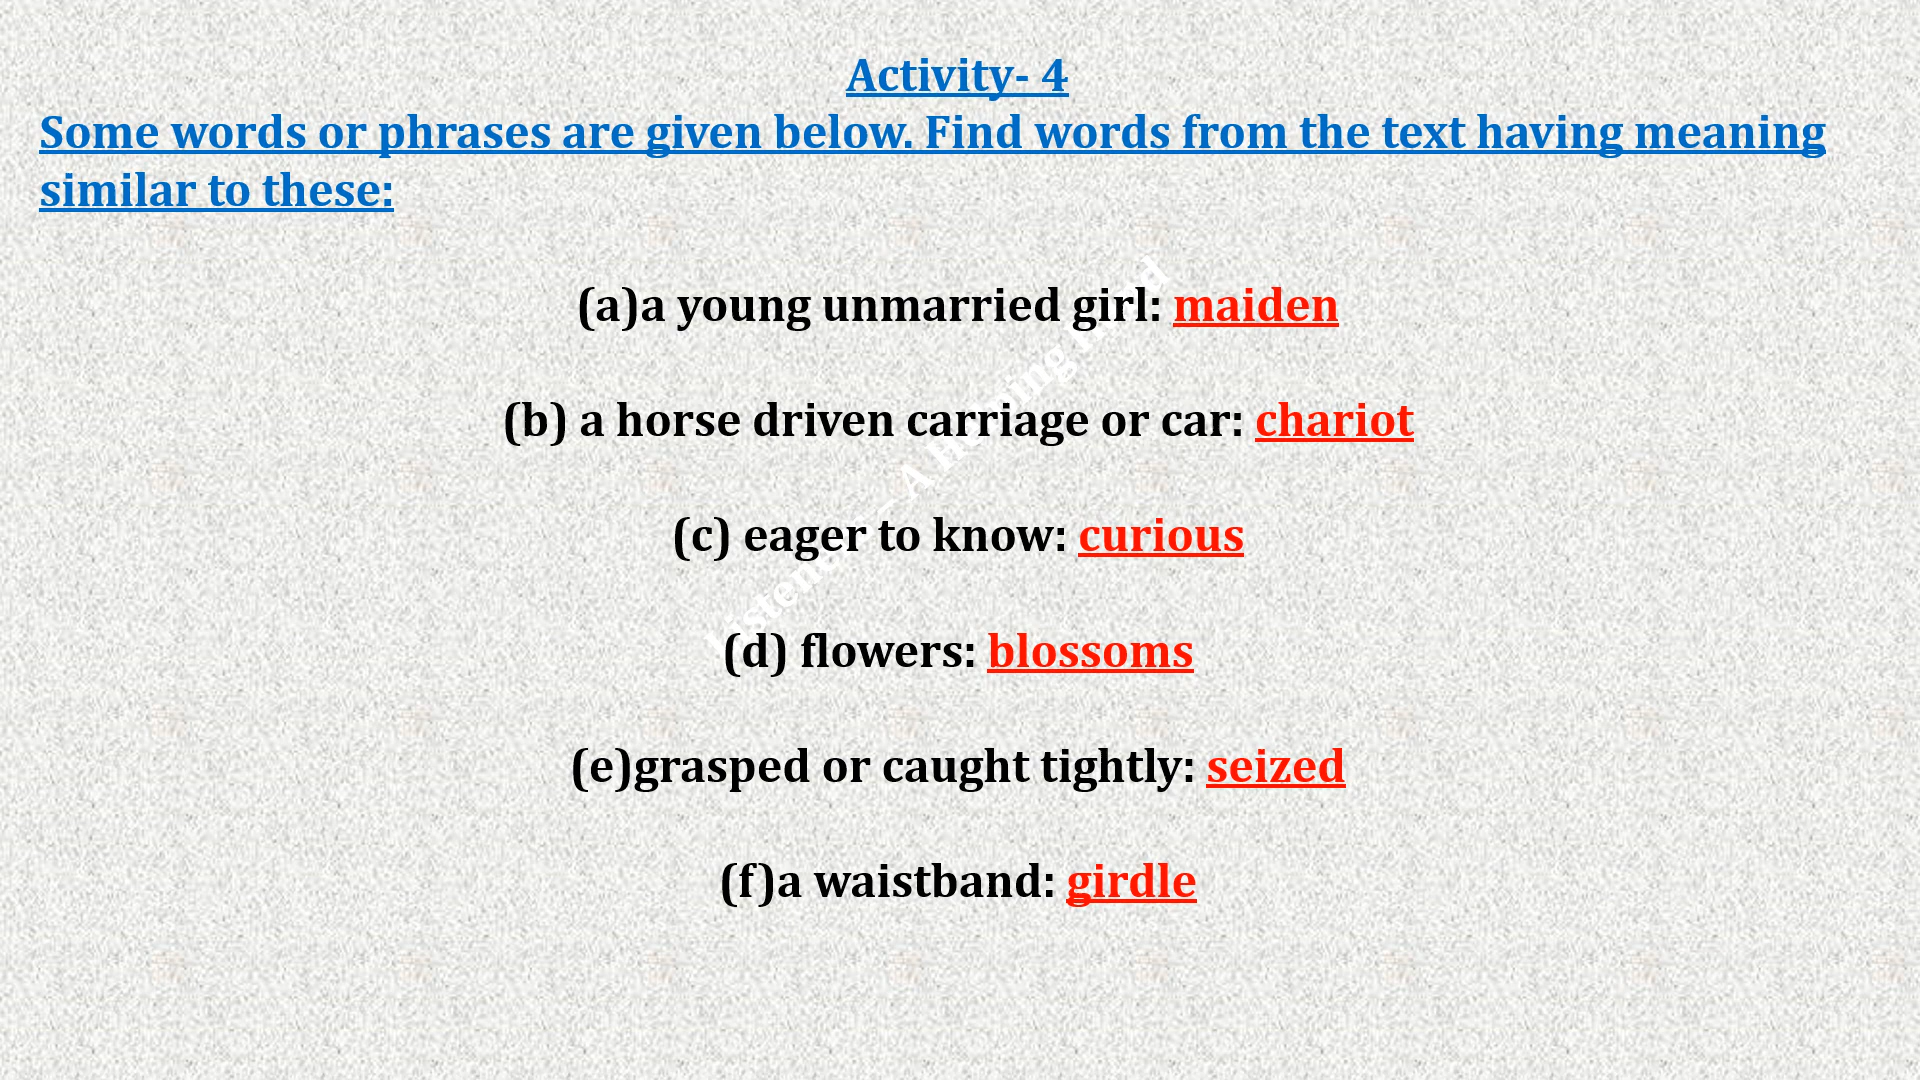 Activity- 4
Some words or phrases are given below. Find words from the text having meaning
similar to these:
(a)a young unmarried girl: maiden
(b) a horse driven carriage or car: chariot
(c) eager to know: curious
(d) flowers: blossoms
(e)grasped or caught tightly: seized
(f)a waistband: girdle